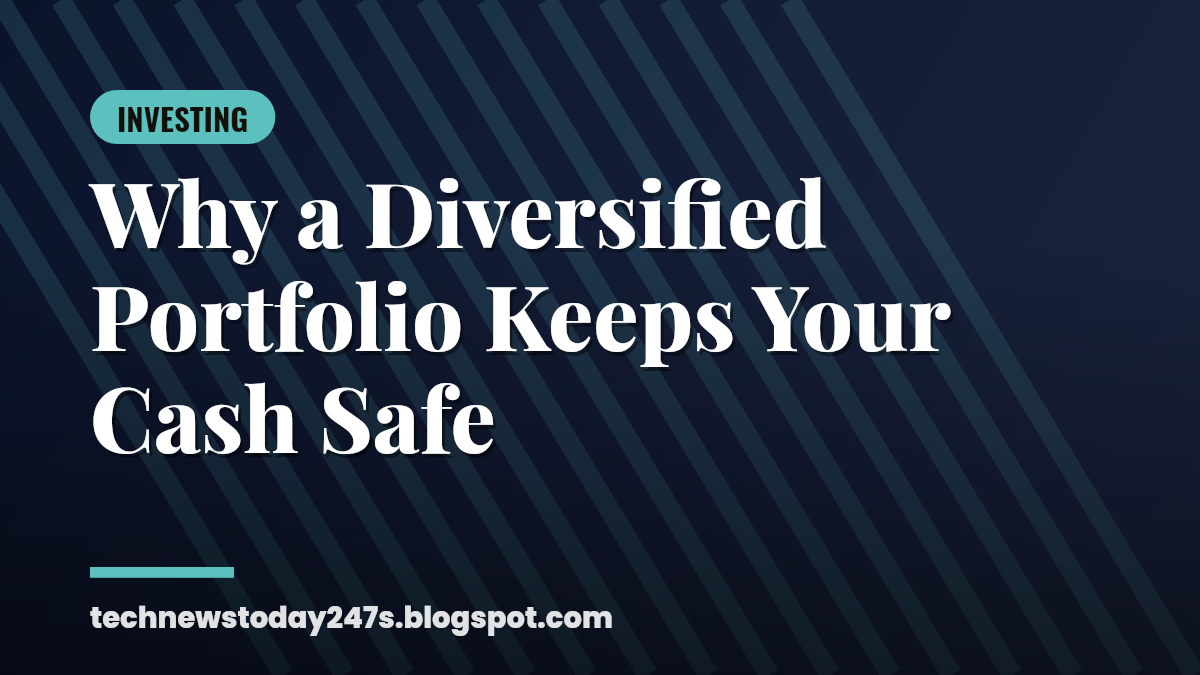 INVESTING
Why a Diversified
Portfolio Keeps Your
Cash Safe
technewstoday247s.blogspot.com